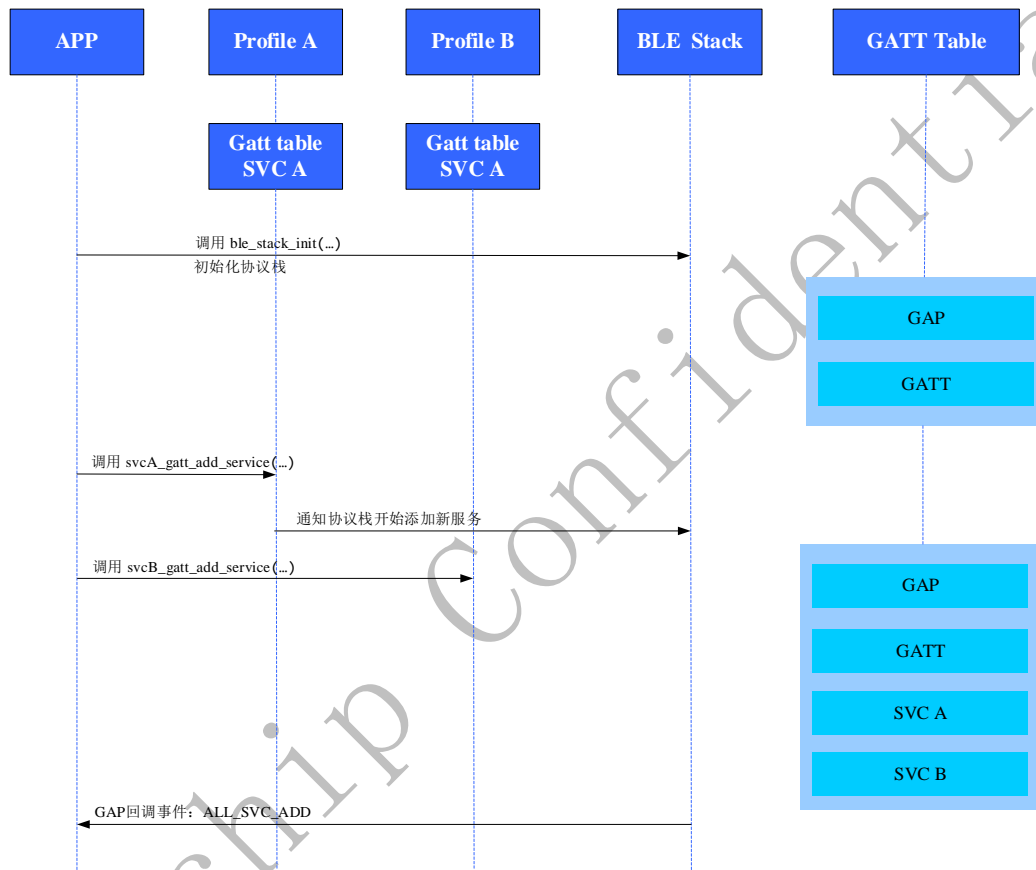 APP
Profile A
Profile B
BLE Stack
GATT Table
Gatt table
SVC A
Gatt table
SVC A
调用 ble_stack_init(…)
初始化协议栈
GAP
GATT
调用 svcA_gatt_add_service(…)
通知协议栈开始添加新服务
调用 svcB_gatt_add_service(…)
GAP
GATT
SVC A
SVC B
GAP回调事件：ALL_SVC_ADD